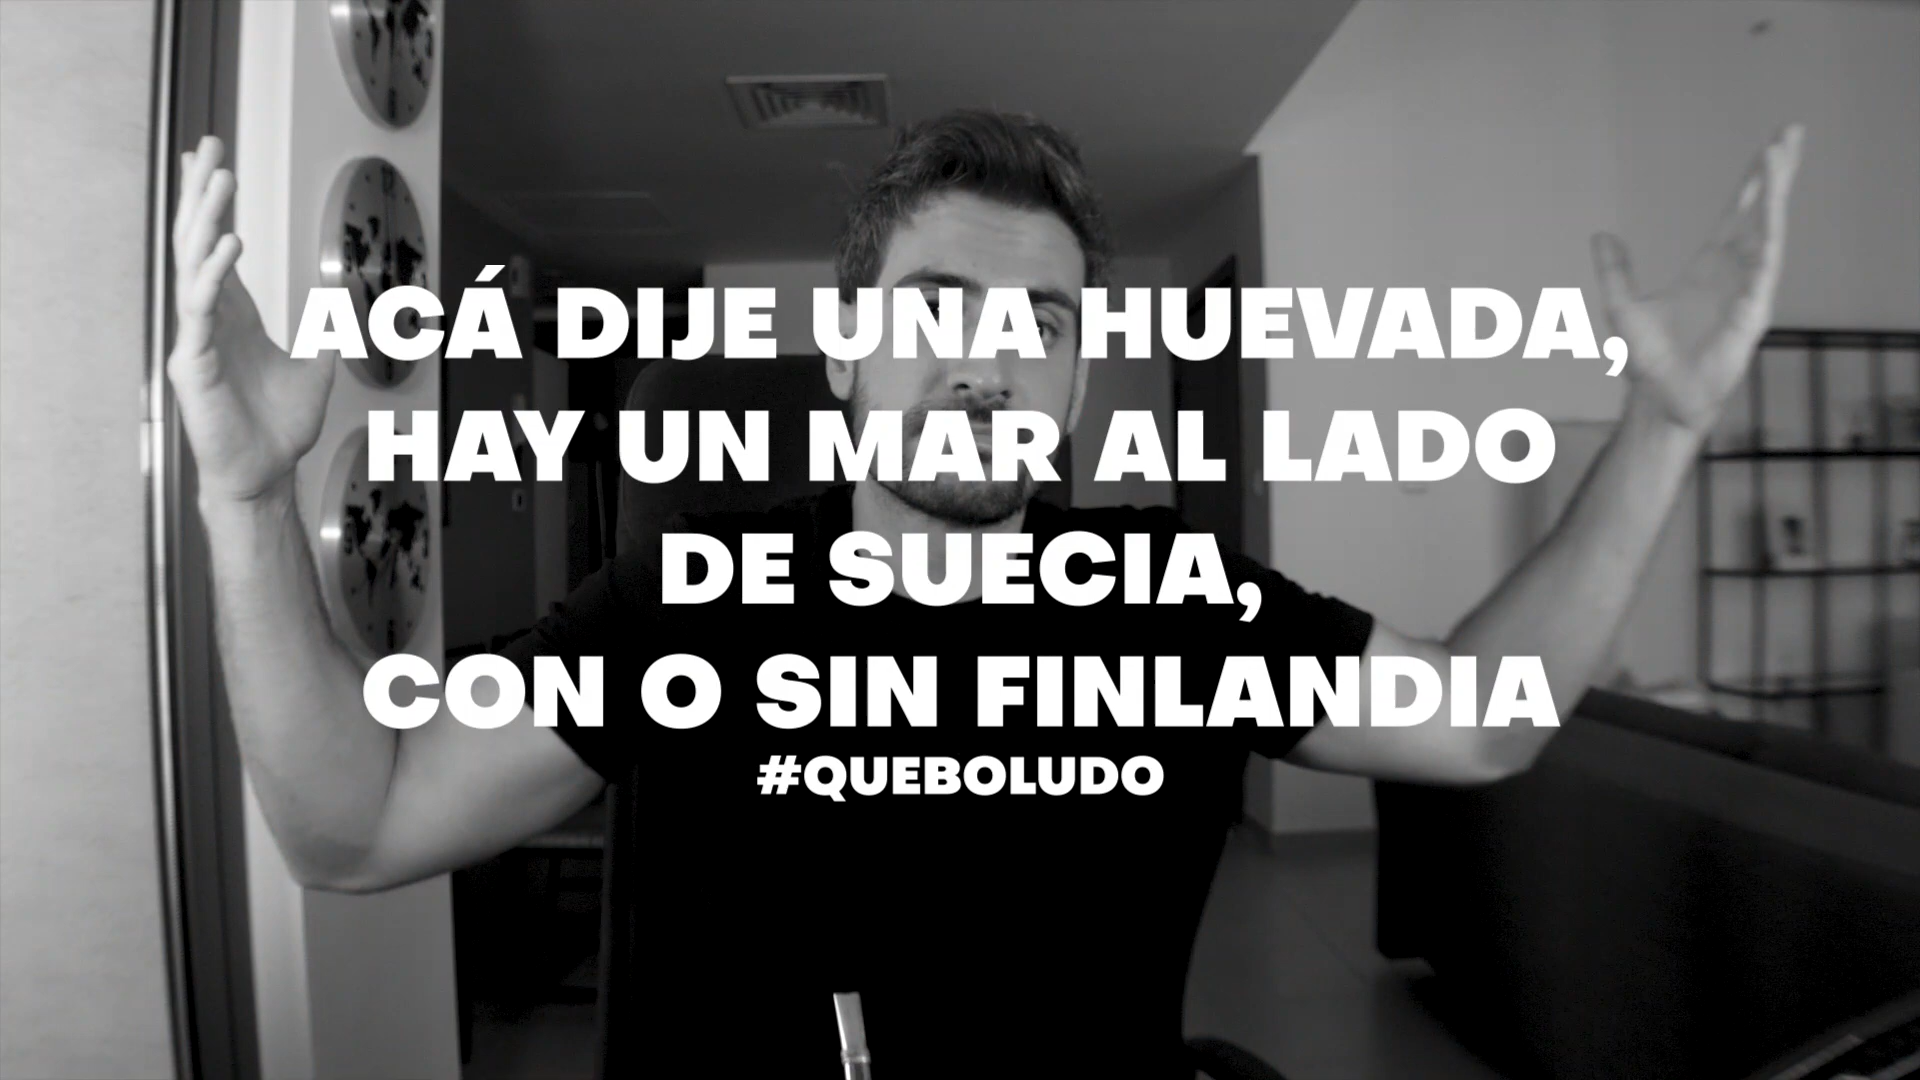 ACÁ DIJE UNA HUEVADA,
HAY UN MAR AL LADO
DE SUECIA,
CON O SIN FINLANDIA
#QUEBOLUDO